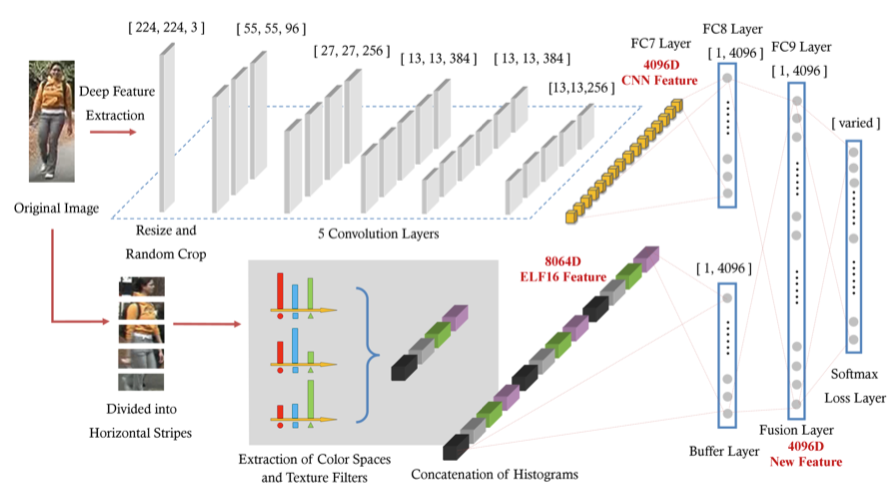 [ 224, 224, 3 ]
[ 55, 55, 96 ]
[ 27, 27, 256 ]
[ 13, 13, 384 ]
[ 13, 13, 384 ]
[13,13,256 ]
FC7 Layer
4096D
CNN Feature
FC8 Layer
[ 1, 4096 ]
FC9 Layer
[ 1, 4096 ]
[ varied ]
Deep Feature
Extraction
Original Image
Resize and
Random Crop
5 Convolution Layers
8064D
ELF16 Feature
[ 1, 4096 ]
Divided into
Horizontal Stripes
Extraction of Color Spaces
and Texture Filters
Concatenation of Histograms
Buffer Layer
Fusion Layer
4096D
New Feature
Softmax
Loss Layer